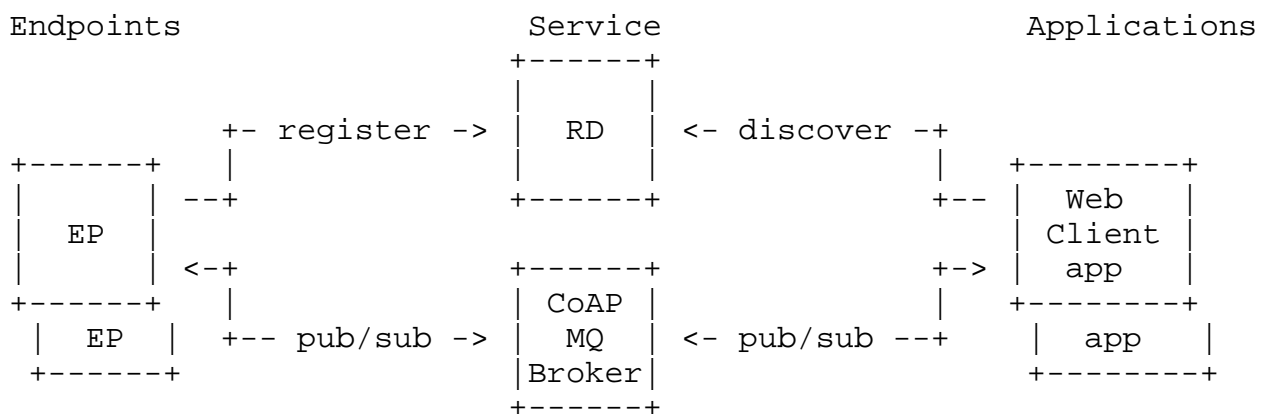 Endpoints Service Applications
+- register -> RD <- discover -+
--+ +-- Web
EP Client
<-+ +-> app
CoAP
EP +-- pub/sub -> MQ <- pub/sub --+ app
Broker